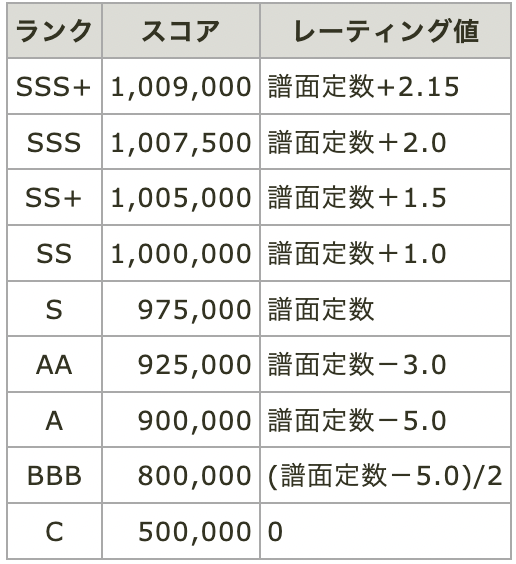 ランク スコア レーティング値
SSS+ 1,009,000 譜面定数+2.15
SSS 1,007,500 譜面定数＋2.0
SS+ 1,005,000 譜面定数＋1.5
SS 1,000,000 譜面定数＋1.0
S 975,000 譜面定数
AA 925,000 譜面定数－3.0
A 900,000 譜面定数－5.0
BBB 800,000 (譜面定数－5.0)/2
C 500,000 0